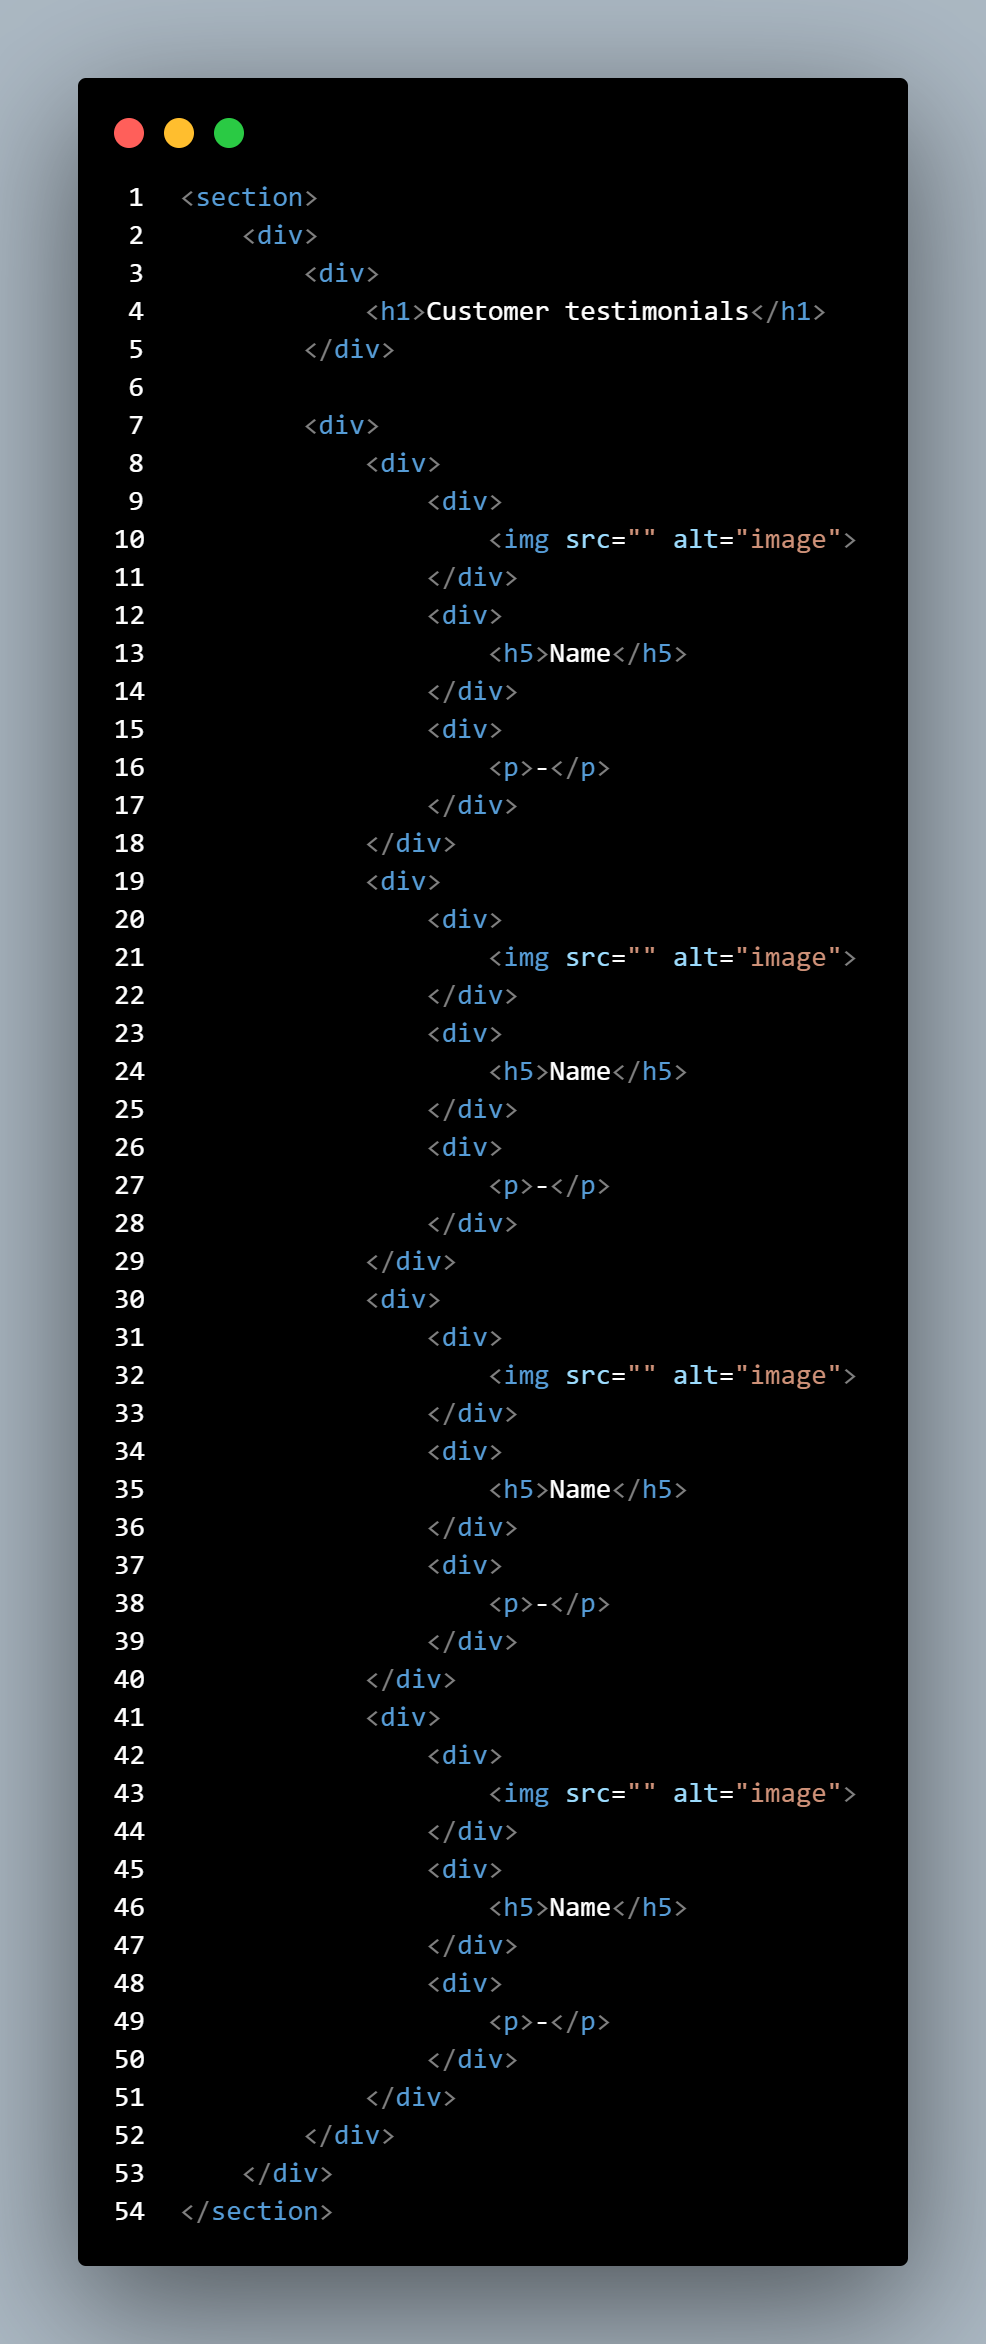 1 <section>
2     <div>
3         <div>
4             <h1>Customer testimonials</h1>
5         </div>
6
7         <div>
8             <div>
9                 <div>
10                     <img src="" alt="image">
11                 </div>
12                 <div>
13                     <h5>Name</h5>
14                 </div>
15                 <div>
16                     <p>-</p>
17                 </div>
18             </div>
19             <div>
20                 <div>
21                     <img src="" alt="image">
22                 </div>
23                 <div>
24                     <h5>Name</h5>
25                 </div>
26                 <div>
27                     <p>-</p>
28                 </div>
29             </div>
30             <div>
31                 <div>
32                     <img src="" alt="image">
33                 </div>
34                 <div>
35                     <h5>Name</h5>
36                 </div>
37                 <div>
38                     <p>-</p>
39                 </div>
40             </div>
41             <div>
42                 <div>
43                     <img src="" alt="image">
44                 </div>
45                 <div>
46                     <h5>Name</h5>
47                 </div>
48                 <div>
49                     <p>-</p>
50                 </div>
51             </div>
52         </div>
53     </div>
54 </section>